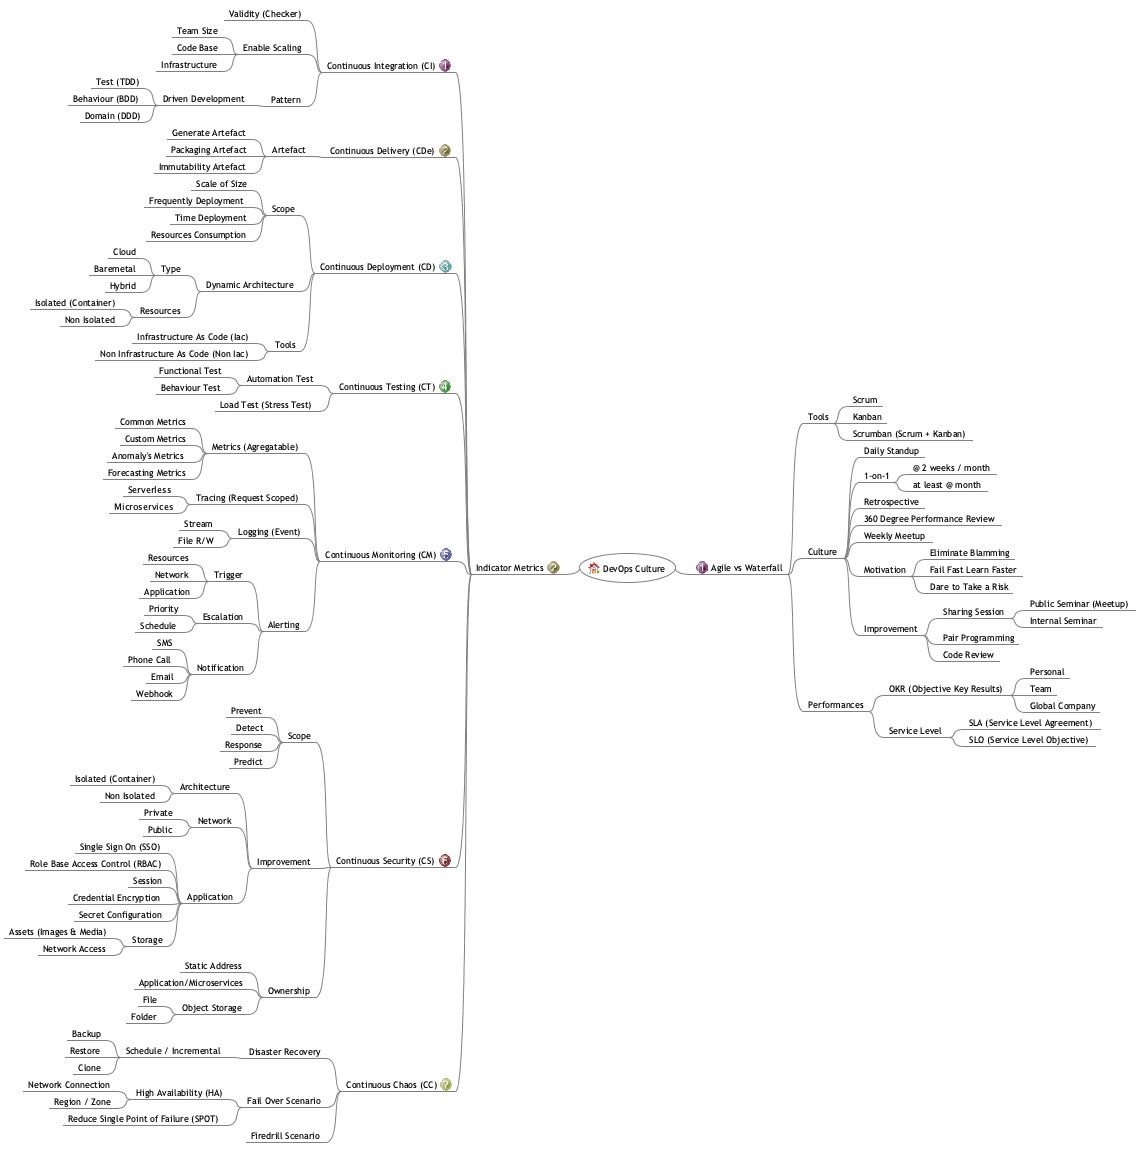 DevOps Culture
1 Agile vs Waterfall
Tools
Scrum
Kanban
Scrumban (Scrum + Kanban)
Culture
Daily Standup
1-on-1
@ 2 weeks / month
at least @ month
Retrospective
360 Degree Performance Review
Weekly Meetup
Motivation
Eliminate Blamming
Fail Fast Learn Faster
Dare to Take a Risk
Improvement
Sharing Session
Public Seminar (Meetup)
Internal Seminar
Pair Programming
Code Review
Performances
OKR (Objective Key Results)
Personal
Team
Global Company
Service Level
SLA (Service Level Agreement)
SLO (Service Level Objective)
Indicator Metrics 2
Continuous Integration (CI) 1
Validity (Checker)
Enable Scaling
Team Size
Code Base
Infrastructure
Pattern
Driven Development
Test (TDD)
Behaviour (BDD)
Domain (DDD)
Continuous Delivery (CDe) 2
Artefact
Generate Artefact
Packaging Artefact
Immutability Artefact
Continuous Deployment (CD) 3
Scope
Scale of Size
Frequently Deployment
Time Deployment
Resources Consumption
Dynamic Architecture
Type
Cloud
Baremetal
Hybrid
Resources
Isolated (Container)
Non Isolated
Tools
Infrastructure As Code (Iac)
Non Infrastructure As Code (Non Iac)
Continuous Testing (CT) 4
Automation Test
Functional Test
Behaviour Test
Load Test (Stress Test)
Continuous Monitoring (CM) 5
Metrics (Agregatable)
Common Metrics
Custom Metrics
Anomaly's Metrics
Forecasting Metrics
Tracing (Request Scoped)
Serverless
Microservices
Logging (Event)
Stream
File R/W
Alerting
Trigger
Resources
Network
Application
Escalation
Priority
Schedule
Notification
SMS
Phone Call
Email
Webhook
Continuous Security (CS) 6
Scope
Prevent
Detect
Response
Predict
Improvement
Architecture
Isolated (Container)
Non Isolated
Network
Private
Public
Application
Single Sign On (SSO)
Role Base Access Control (RBAC)
Session
Credential Encryption
Secret Configuration
Storage
Assets (Images & Media)
Network Access
Ownership
Static Address
Application/Microservices
Object Storage
File
Folder
Continuous Chaos (CC) 7
Disaster Recovery
Schedule / Incremental
Backup
Restore
Clone
Fail Over Scenario
High Availability (HA)
Network Connection
Region / Zone
Reduce Single Point of Failure (SPOT)
Firedrill Scenario